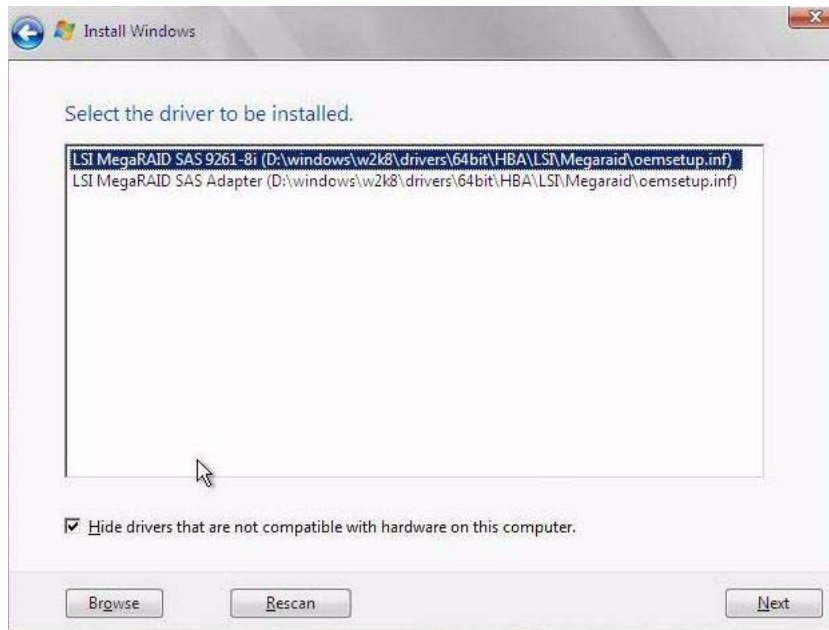 Install Windows
Select the driver to be installed.
LSI MegaRAID SAS 9261-8i (D:\windows\w2k8\drivers\64bit\HBA\LSI\Megaraid\oemsetup.inf)
LSI MegaRAID SAS Adapter (D:\windows\w2k8\drivers\64bit\HBA\LSI\Megaraid\oemsetup.inf)
Hide drivers that are not compatible with hardware on this computer.
Browse Rescan Next